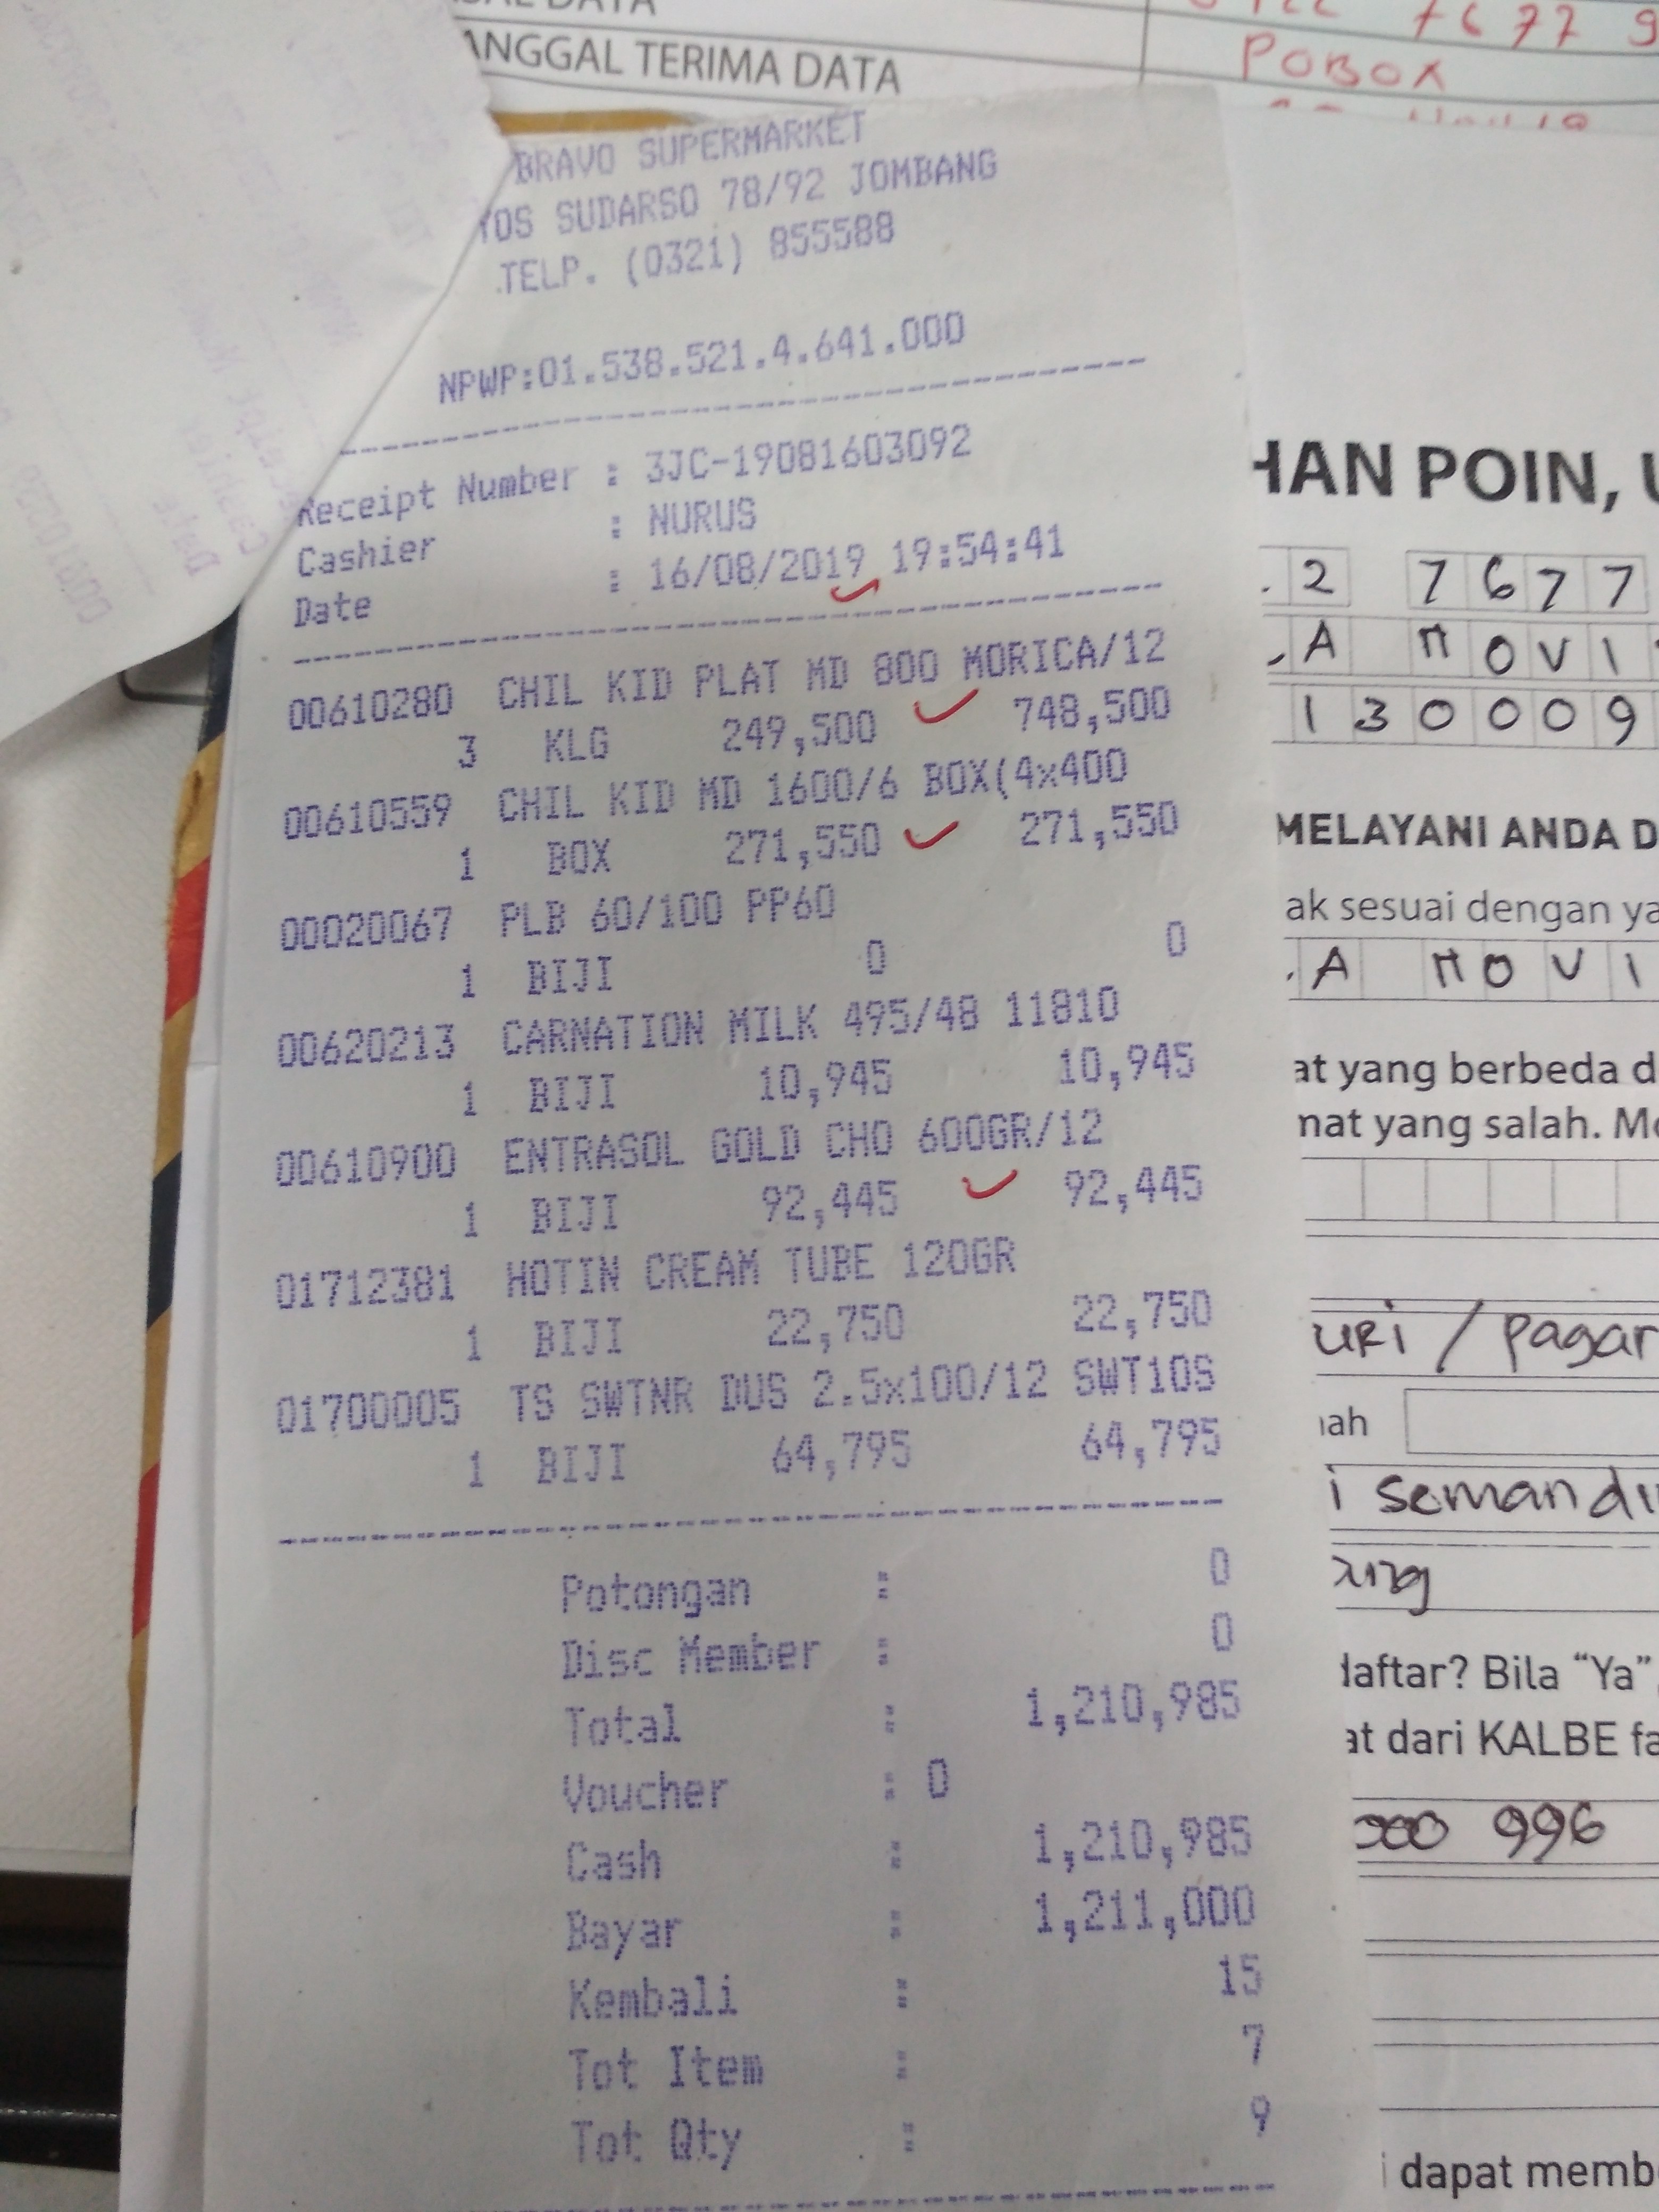 DATA
ANGGAL TERIMA DATA
7677 9
POBOX
BRAVO SUPERMARKET
YOS SUDARSO 78/92 JOMBANG
TELP. (0321) 855588
NPWP:01.538.521.4.641.000
Receipt Number : 3JC-19081603092
Cashier : NURUS
Date : 16/08/2019 19:54:41
00610280 CHIL KID PLAT MD 800 MORICA/12
3 KLG 249,500 748,500
00610559 CHIL KID MD 1600/6 BOX(4x400
1 BOX 271,550 271,550
00020067 PLB 60/100 PP60
1 BIJI 0 0
00620213 CARNATION MILK 495/48 11810
1 BIJI 10,945 10,945
00610900 ENTRASOL GOLD CHO 600GR/12
1 BIJI 92,445 92,445
01712381 HOTIN CREAM TUBE 120GR
1 BIJI 22,750 22,750
01700005 TS SWTNR DUS 2.5x100/12 SWT10S
1 BIJI 64,795 64,795
Potongan : 0
Disc Member : 0
Total : 1,210,985
Voucher : 0
Cash : 1,210,985
Bayar : 1,211,000
Kembali : 15
Tot Item : 7
Tot Qty : 9
HAN POIN, U
2 7677
A NOVI
130009
MELAYANI ANDA D
ak sesuai dengan ya
A NOVI
at yang berbeda d
mat yang salah. Mo
URI / pagar
ah
i semandi
daftar? Bila “Ya”
at dari KALBE fa
000 996
i dapat memb